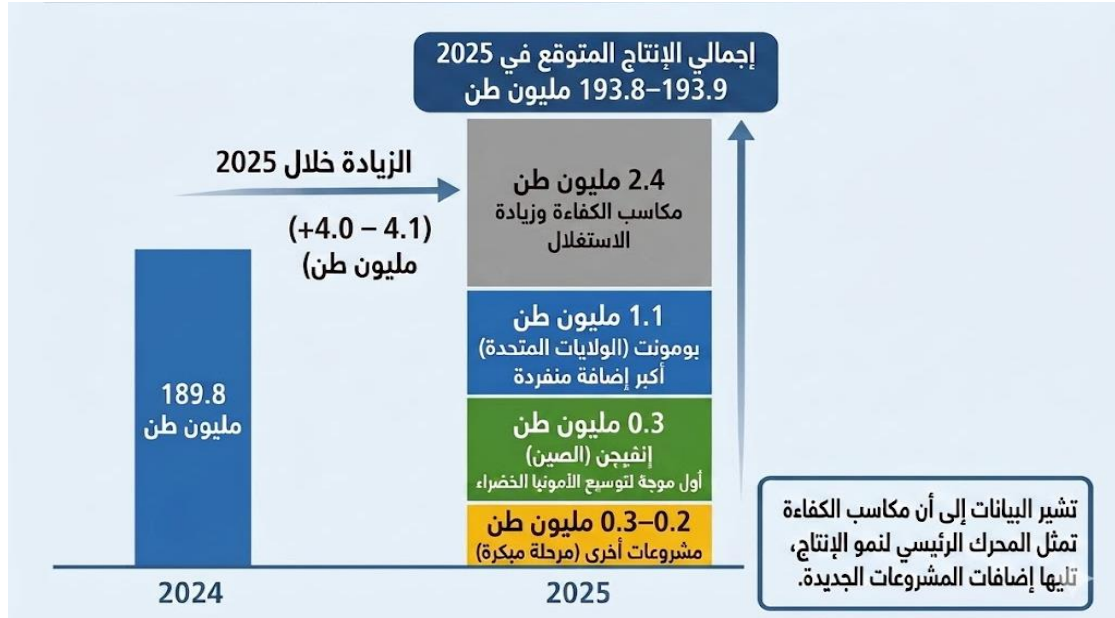 إجمالي الإنتاج المتوقع في 2025
193.8–193.9 مليون طن
الزيادة خلال 2025
(+4.0 – 4.1)
مليون طن)
2.4 مليون طن
مكاسب الكفاءة وزيادة
الاستغلال
1.1 مليون طن
بومونت (الولايات المتحدة)
أكبر إضافة منفردة
189.8
مليون طن
0.3 مليون طن
إنڤيچن (الصين)
أول موجة لتوسيع الأمونيا الخضراء
0.2–0.3 مليون طن
مشروعات أخرى (مرحلة مبكرة)
تشير البيانات إلى أن مكاسب الكفاءة
تمثل المحرك الرئيسي لنمو الإنتاج،
تليها إضافات المشروعات الجديدة.
2024
2025